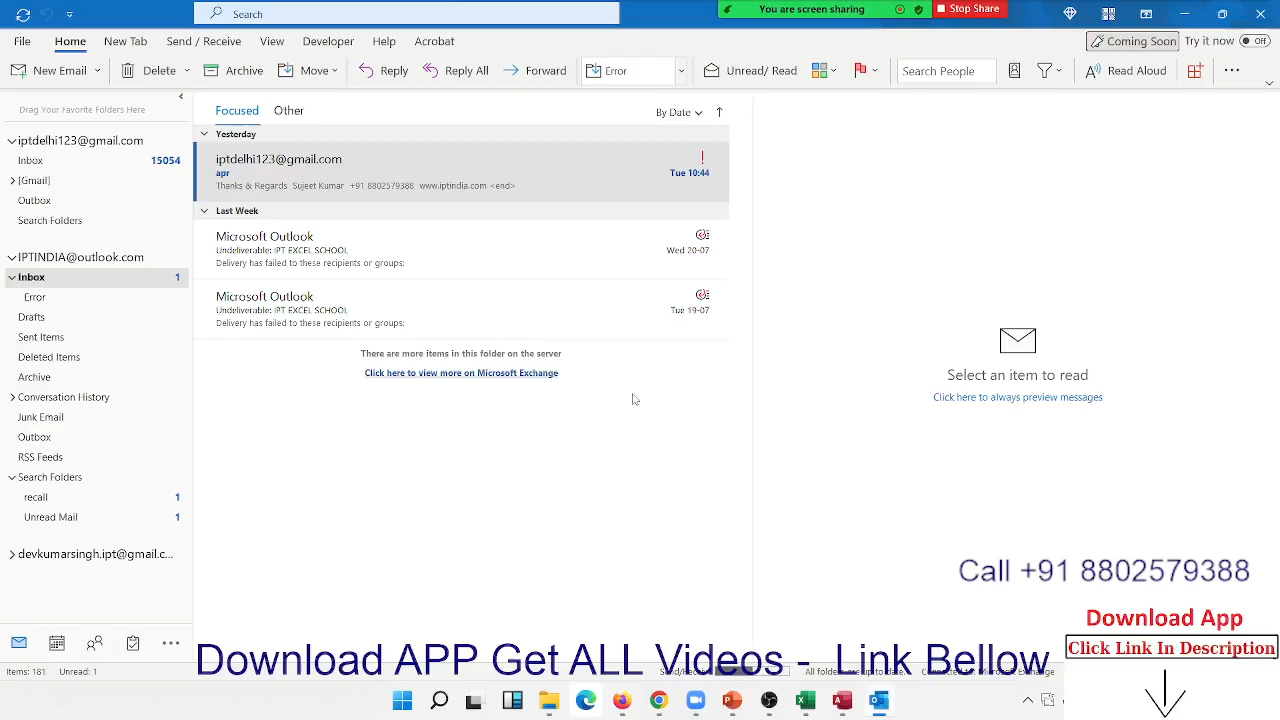 Search
You are screen sharing
Stop Share
File
Home
New Tab
Send / Receive
View
Developer
Help
Acrobat
Coming Soon
Try it now
Off
New Email
Delete
Archive
Move
Reply
Reply All
Forward
Error
Unread/ Read
Search People
Read Aloud
Drag Your Favorite Folders Here
iptdelhi123@gmail.com
Inbox 15054
[Gmail]
Outbox
Search Folders
IPTINDIA@outlook.com
Inbox 1
Error
Drafts
Sent Items
Deleted Items
Archive
Conversation History
Junk Email
Outbox
RSS Feeds
Search Folders
recall 1
Unread Mail 1
devkumarsingh.ipt@gmail.c...
Focused
Other
By Date
Yesterday
iptdelhi123@gmail.com
apr
Tue 10:44
Thanks & Regards Sujeet Kumar +91 8802579388 www.iptindia.com <end>
Last Week
Microsoft Outlook
Undeliverable: IPT EXCEL SCHOOL
Wed 20-07
Delivery has failed to these recipients or groups:
Microsoft Outlook
Undeliverable: IPT EXCEL SCHOOL
Tue 19-07
Delivery has failed to these recipients or groups:
There are more items in this folder on the server
Click here to view more on Microsoft Exchange
Select an item to read
Click here to always preview messages
Call +91 8802579388
Download App
Click Link In Description
Download APP Get ALL Videos - Link Bellow
Items: 181 Unread: 1
All folders are up to date.
Microsoft Exchange